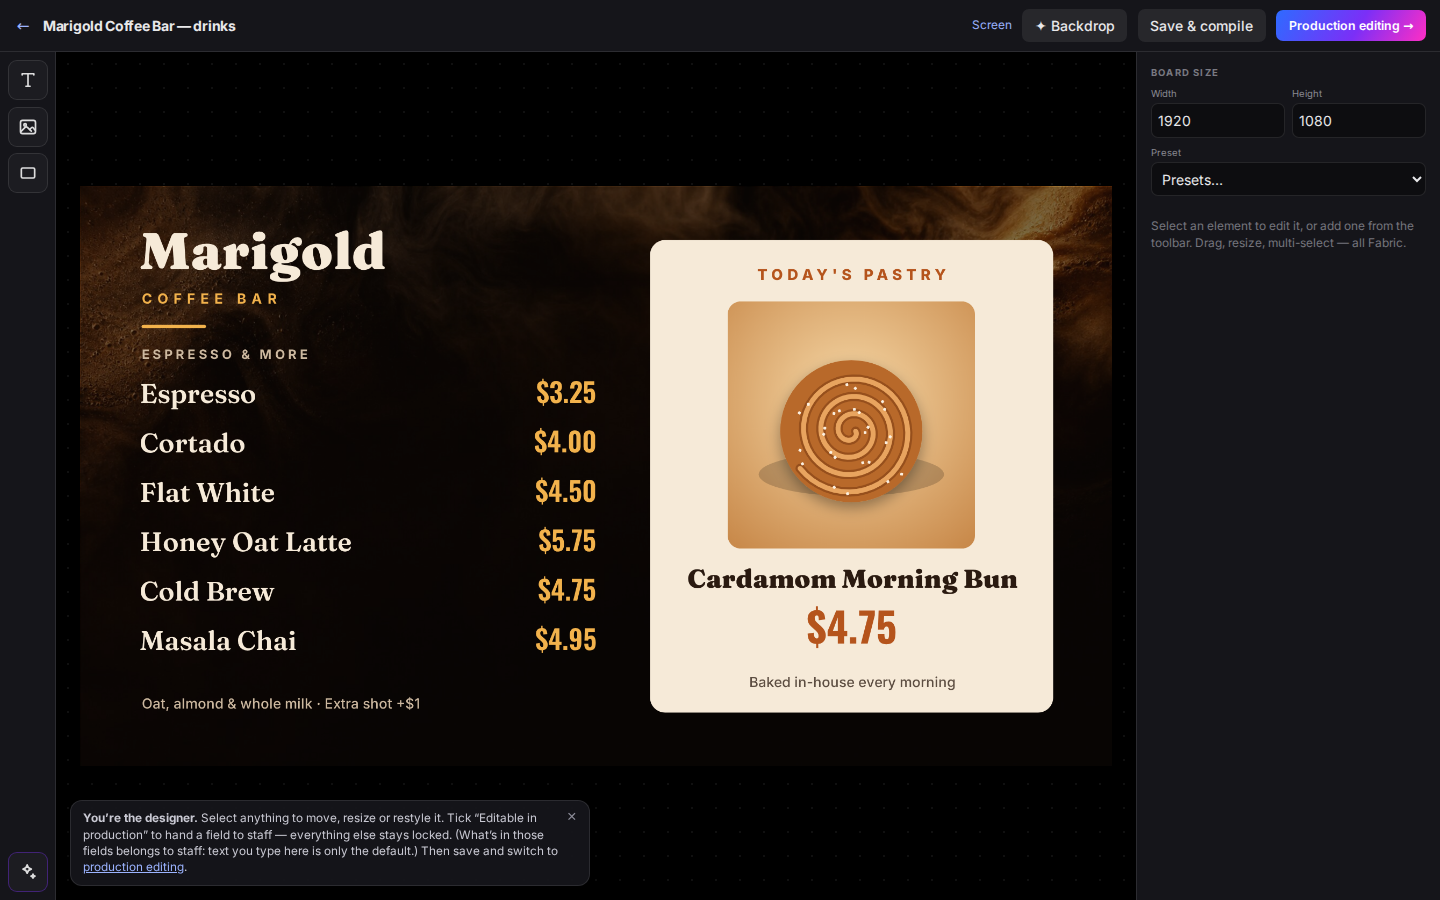 ← Marigold Coffee Bar — drinks
Screen
✦ Backdrop
Save & compile
Production editing →
T
Marigold
COFFEE BAR
ESPRESSO & MORE
Espresso $3.25
Cortado $4.00
Flat White $4.50
Honey Oat Latte $5.75
Cold Brew $4.75
Masala Chai $4.95
Oat, almond & whole milk · Extra shot +$1
TODAY'S PASTRY
Cardamom Morning Bun
$4.75
Baked in-house every morning
You're the designer. Select anything to move, resize or restyle it. Tick “Editable in
production” to hand a field to staff — everything else stays locked. (What's in those
fields belongs to staff: text you type here is only the default.) Then save and switch to
production editing.
×
BOARD SIZE
Width Height
1920 1080
Preset
Presets...
Select an element to edit it, or add one from the
toolbar. Drag, resize, multi-select — all Fabric.